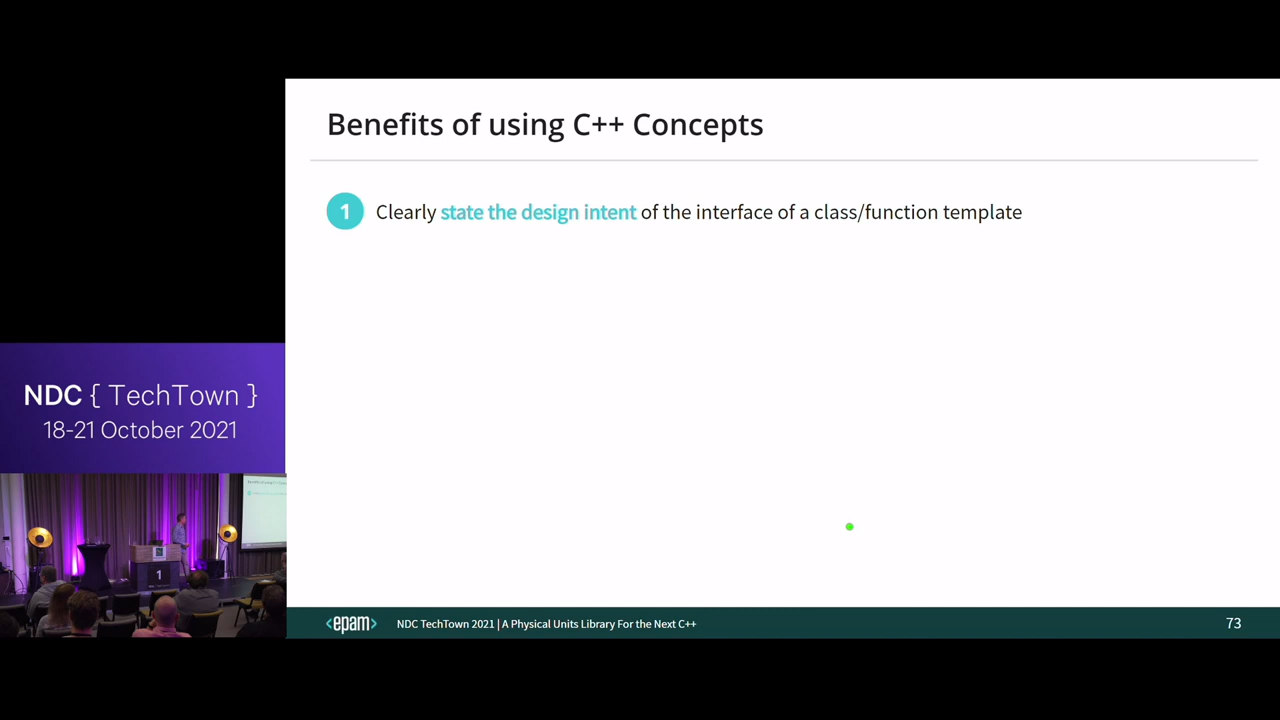 Benefits of using C++ Concepts
1 Clearly state the design intent of the interface of a class/function template
NDC { TechTown }
18-21 October 2021
1
<epam> NDC TechTown 2021 | A Physical Units Library For the Next C++ 73